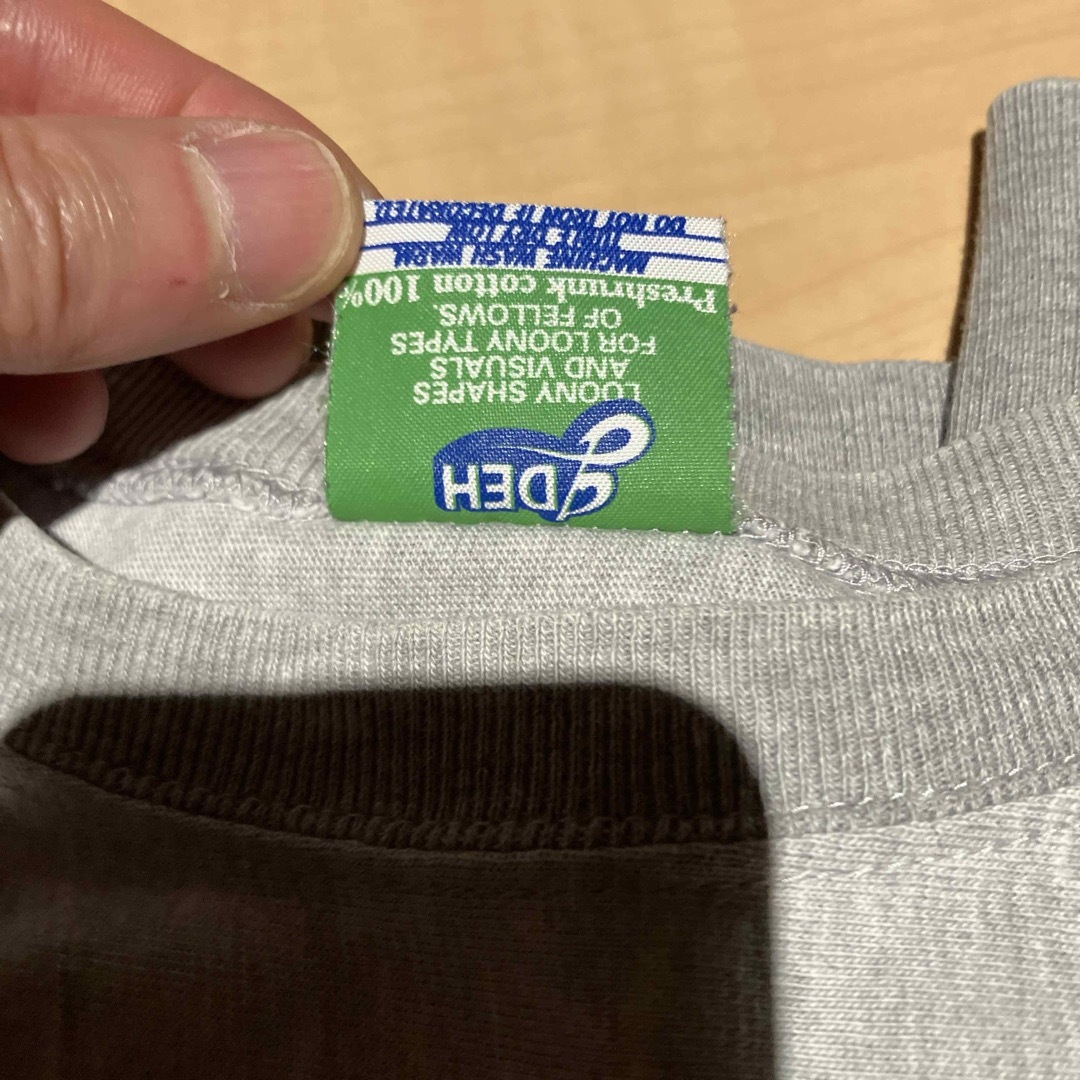 DEH
LOONY SHAPES
AND VISUALS
FOR LOONY TYPES
OF FELLOWS.
Preshrunk cotton 100%
MACHINE WASH WARM,
DRY LOW,
DO NOT IRON IF DECORATED.